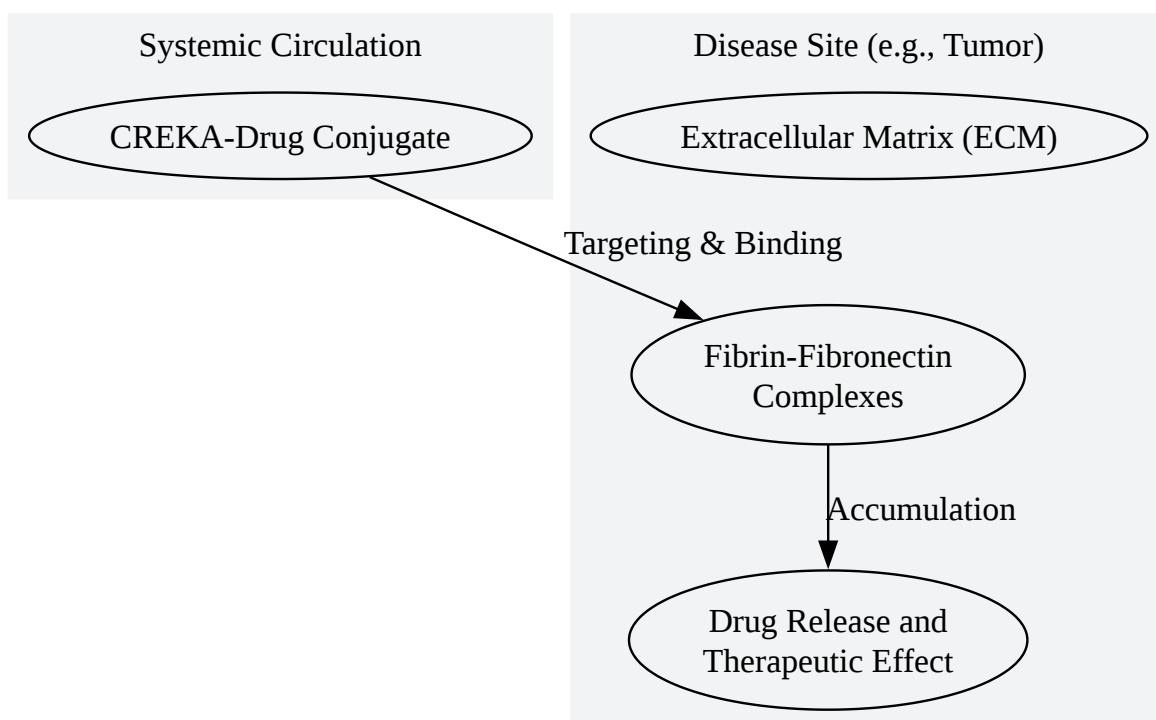 Systemic Circulation
CREKA-Drug Conjugate
Disease Site (e.g., Tumor)
Extracellular Matrix (ECM)
Targeting & Binding
Fibrin-Fibronectin
Complexes
Accumulation
Drug Release and
Therapeutic Effect